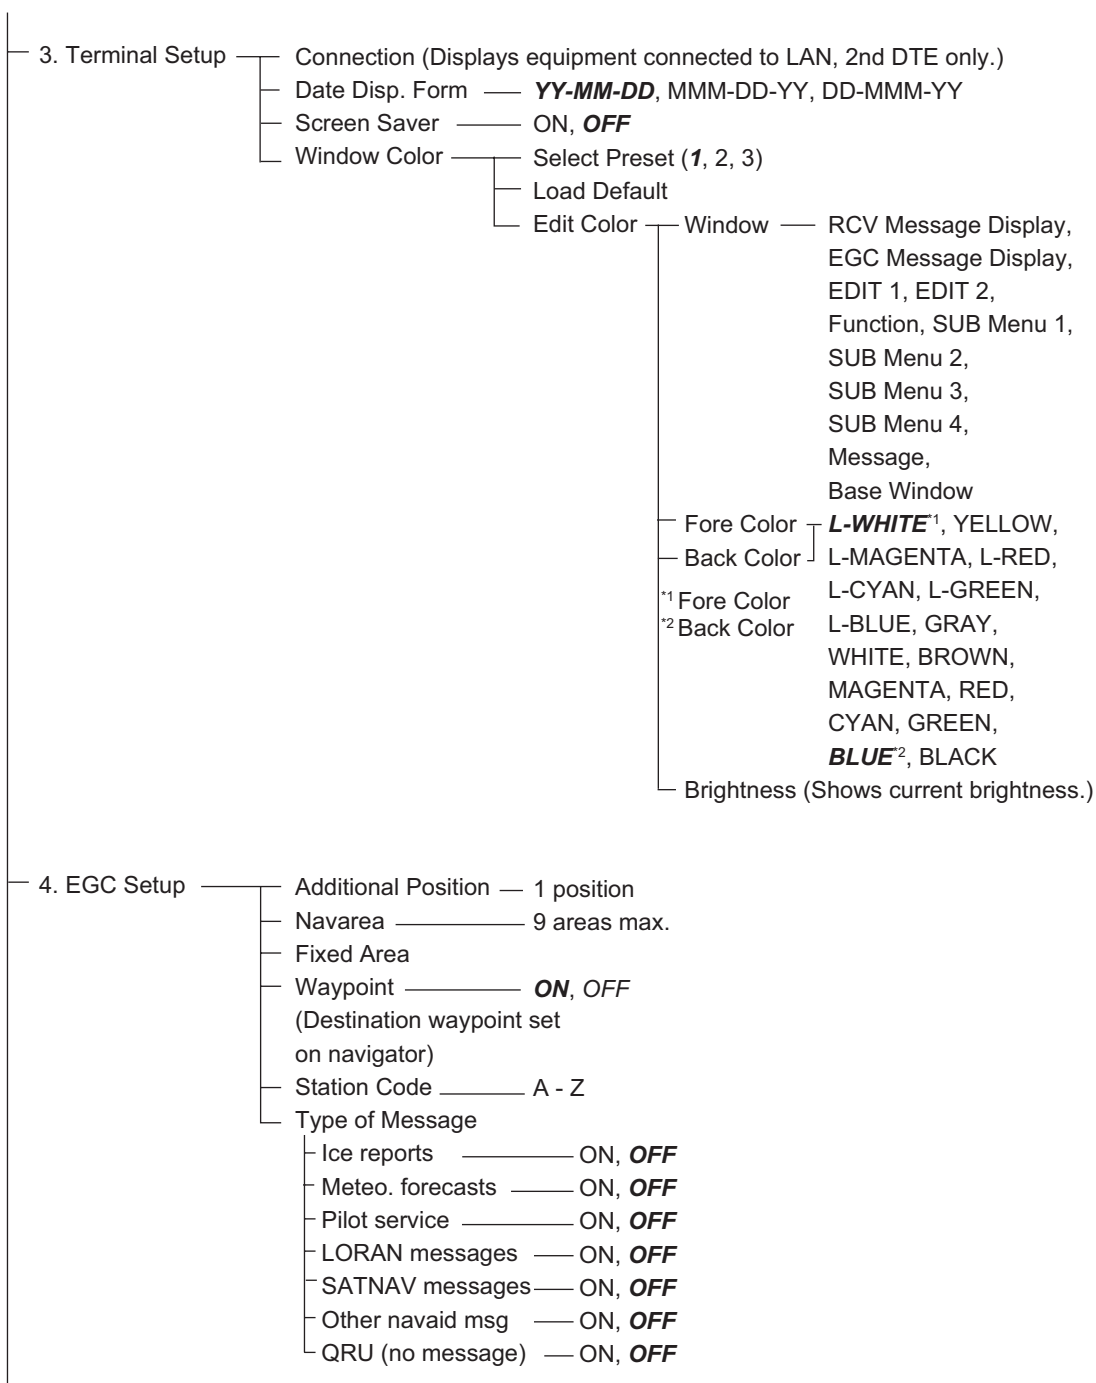 3. Terminal Setup Connection (Displays equipment connected to LAN, 2nd DTE only.)
Date Disp. Form YY-MM-DD, MMM-DD-YY, DD-MMM-YY
Screen Saver ON, OFF
Window Color Select Preset (1, 2, 3)
Load Default
Edit Color Window RCV Message Display,
EGC Message Display,
EDIT 1, EDIT 2,
Function, SUB Menu 1,
SUB Menu 2,
SUB Menu 3,
SUB Menu 4,
Message,
Base Window
Fore Color L-WHITE*1, YELLOW,
Back Color L-MAGENTA, L-RED,
*1 Fore Color L-CYAN, L-GREEN,
*2 Back Color L-BLUE, GRAY,
WHITE, BROWN,
MAGENTA, RED,
CYAN, GREEN,
BLUE*2, BLACK
Brightness (Shows current brightness.)
4. EGC Setup Additional Position 1 position
Navarea 9 areas max.
Fixed Area
Waypoint ON, OFF
(Destination waypoint set
on navigator)
Station Code A - Z
Type of Message
Ice reports ON, OFF
Meteo. forecasts ON, OFF
Pilot service ON, OFF
LORAN messages ON, OFF
SATNAV messages ON, OFF
Other navaid msg ON, OFF
QRU (no message) ON, OFF